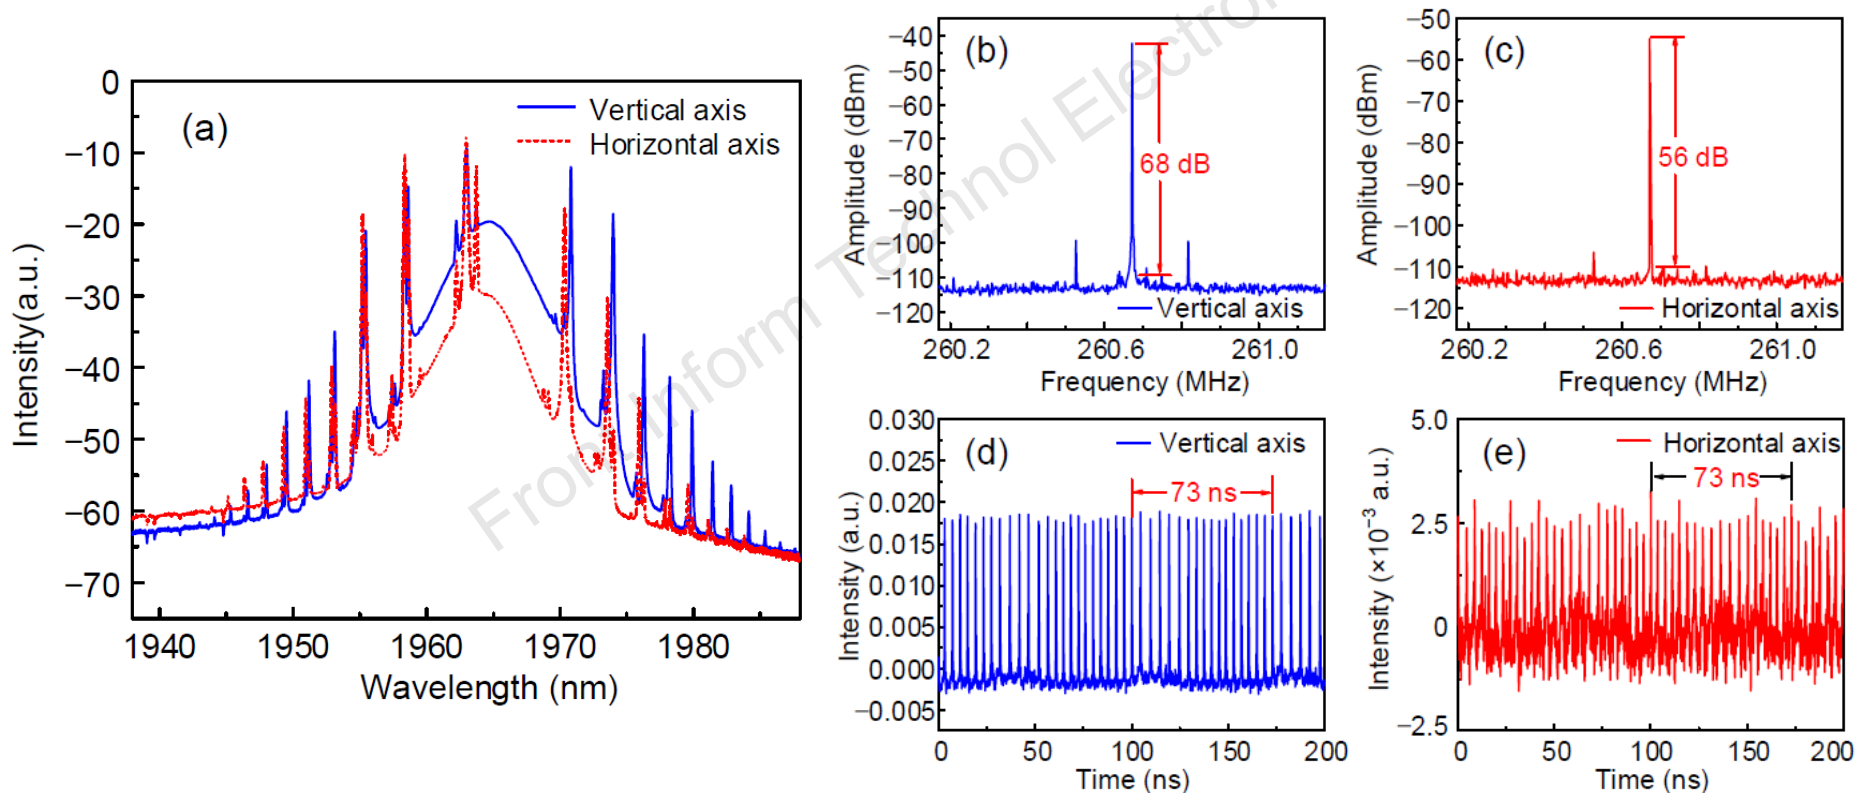 (a)
Vertical axis
Horizontal axis
0
−10
−20
−30
−40
−50
−60
−70
Intensity(a.u.)
1940
1950
1960
1970
1980
Wavelength (nm)
(b)
−40
−50
−60
−70
−80
−90
−100
−110
−120
Amplitude (dBm)
68 dB
Vertical axis
260.2
260.6
261.0
Frequency (MHz)
(c)
−50
−60
−70
−80
−90
−100
−110
−120
Amplitude (dBm)
56 dB
Horizontal axis
260.2
260.6
261.0
Frequency (MHz)
(d)
Vertical axis
0.030
0.025
0.020
0.015
0.010
0.005
0.000
−0.005
Intensity (a.u.)
73 ns
0
50
100
150
200
Time (ns)
(e)
Horizontal axis
5.0
2.5
0
−2.5
Intensity (×10⁻³ a.u.)
73 ns
0
50
100
150
200
Time (ns)
Front Inform Technol Electron